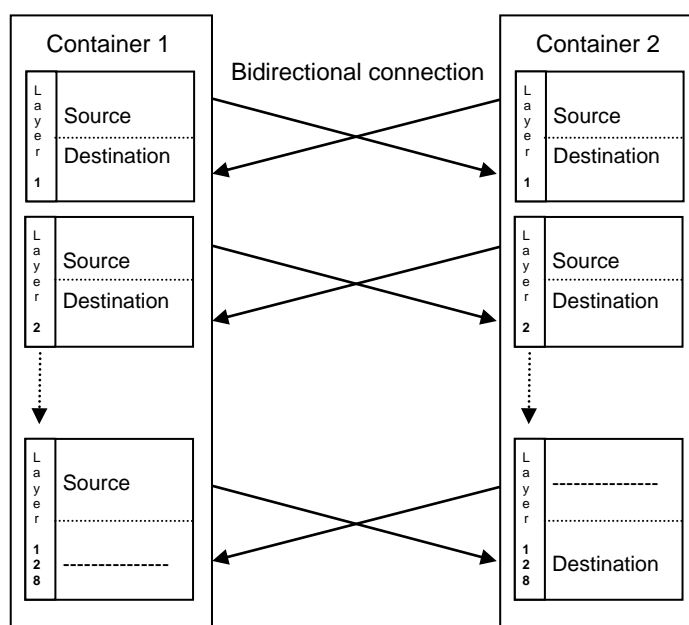 Container 1
Bidirectional connection
Container 2
Layer 1
Source
Destination
Layer 1
Source
Destination
Layer 2
Source
Destination
Layer 2
Source
Destination
Layer 128
Source
---------------
Layer 128
---------------
Destination